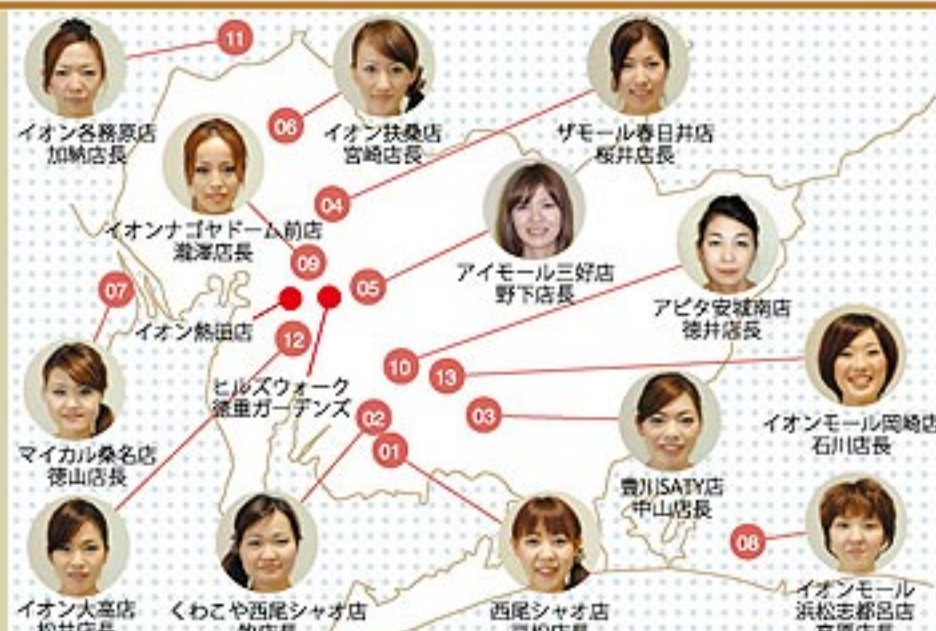 11
06
イオン各務原店
加納店長
イオン扶桑店
宮崎店長
ザモール春日井店
桜井店長
04
イオンナゴヤドーム前店
瀧澤店長
09
05
アイモール三好店
野下店長
アピタ安城南店
徳井店長
07
イオン熱田店
12
10
13
ヒルズウォーク
徳重ガーデンズ
02
03
01
イオンモール岡崎店
石川店長
マイカル桑名店
徳山店長
豊川SATY店
中山店長
08
イオン大高店
松井店長
くわこや西尾シャオ店
西尾シャオ店
イオンモール
浜松志都呂店